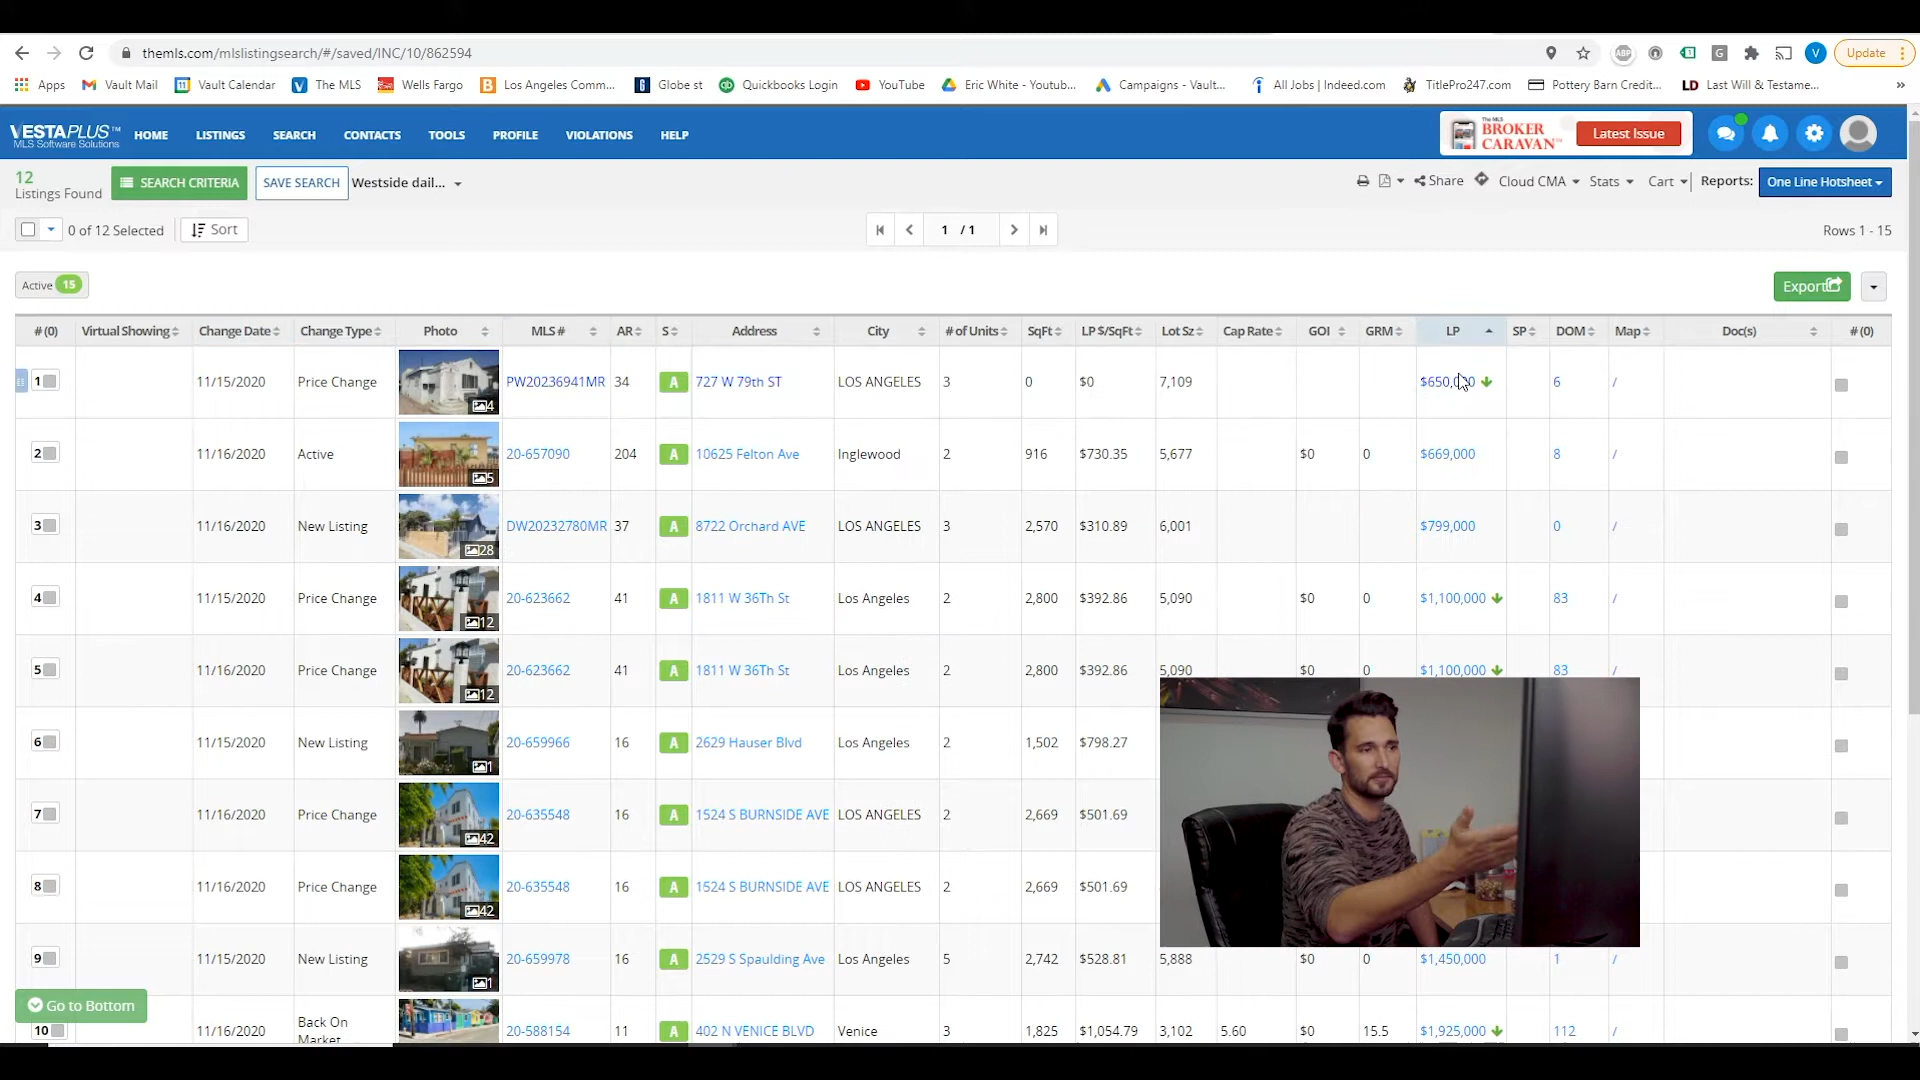 themls.com/mlslistingsearch/#/saved/INC/10/862594
ABP
G
V
Update
Apps
Vault Mail
Vault Calendar
The MLS
Wells Fargo
Los Angeles Comm...
Globe st
Quickbooks Login
YouTube
Eric White - Youtub...
Campaigns - Vault...
All Jobs | Indeed.com
TitlePro247.com
Pottery Barn Credit...
LD Last Will & Testame...
»
VESTAPLUS™
MLS Software Solutions
HOME LISTINGS SEARCH CONTACTS TOOLS PROFILE VIOLATIONS HELP
The MLS
BROKER CARAVAN™
Latest Issue
12
Listings Found
SEARCH CRITERIA
SAVE SEARCH
Westside dail...
Share
Cloud CMA
Stats
Cart
Reports:
One Line Hotsheet
0 of 12 Selected
Sort
1 / 1
Rows 1 - 15
Active 15
Export
# (0) Virtual Showing Change Date Change Type Photo MLS # AR S Address City # of Units SqFt LP $/SqFt Lot Sz Cap Rate GOI GRM LP SP DOM Map Doc(s) # (0)
1 11/15/2020 Price Change 4 PW20236941MR 34 A 727 W 79th ST LOS ANGELES 3 0 $0 7,109 6 /
2 11/16/2020 Active 5 20-657090 204 A 10625 Felton Ave Inglewood 2 916 $730.35 5,677 $0 0 $669,000 8 /
3 11/16/2020 New Listing 28 DW20232780MR 37 A 8722 Orchard AVE LOS ANGELES 3 2,570 $310.89 6,001 $799,000 0 /
4 11/15/2020 Price Change 12 20-623662 41 A 1811 W 36Th St Los Angeles 2 2,800 $392.86 5,090 $0 0 $1,100,000 83 /
5 11/16/2020 Price Change 12 20-623662 41 A 1811 W 36Th St Los Angeles 2 2,800 $392.86 5,090 $0 0 $1,100,000 83 /
6 11/15/2020 New Listing 1 20-659966 16 A 2629 Hauser Blvd Los Angeles 2 1,502 $798.27
7 11/16/2020 Price Change 42 20-635548 16 A 1524 S BURNSIDE AVE LOS ANGELES 2 2,669 $501.69
8 11/16/2020 Price Change 42 20-635548 16 A 1524 S BURNSIDE AVE LOS ANGELES 2 2,669 $501.69
9 11/15/2020 New Listing 1 20-659978 16 A 2529 S Spaulding Ave Los Angeles 5 2,742 $528.81 5,888 $0 0 $1,450,000 1 /
Go to Bottom
10 11/16/2020 Back On Market 20-588154 11 A 402 N VENICE BLVD Venice 3 1,825 $1,054.79 3,102 5.60 $0 15.5 $1,925,000 112 /